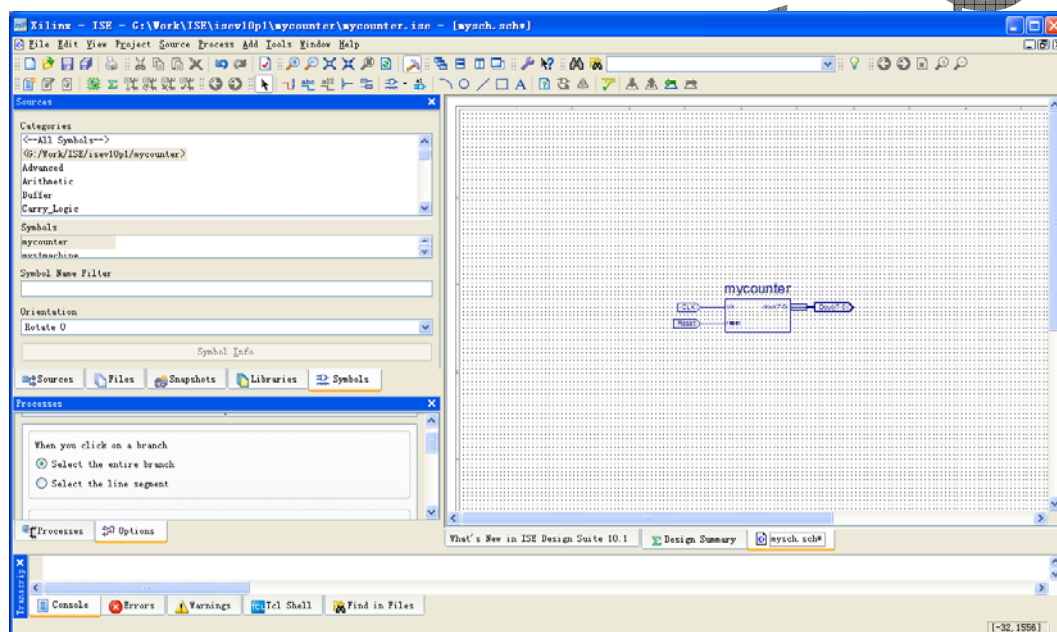 Xilinx - ISE - G:\Work\ISE\isev10p1\mycounter\mycounter.ise - [mysch.sch*]
File Edit View Project Source Process Add Tools Window Help
Sources
Categories
<--All Symbols-->
<G:/Work/ISE/isev10p1/mycounter>
Advanced
Arithmetic
Buffer
Carry_Logic
Symbols
mycounter
mystmachine
Symbol Name Filter
Orientation
Rotate 0
Symbol Info
Sources Files Snapshots Libraries Symbols
Processes
When you click on a branch
Select the entire branch
Select the line segment
Processes Options
mycounter
CLK
Reset
What's New in ISE Design Suite 10.1 Design Summary mysch.sch*
Transcript
Console Errors Warnings Tcl Shell Find in Files
[-32,1556]